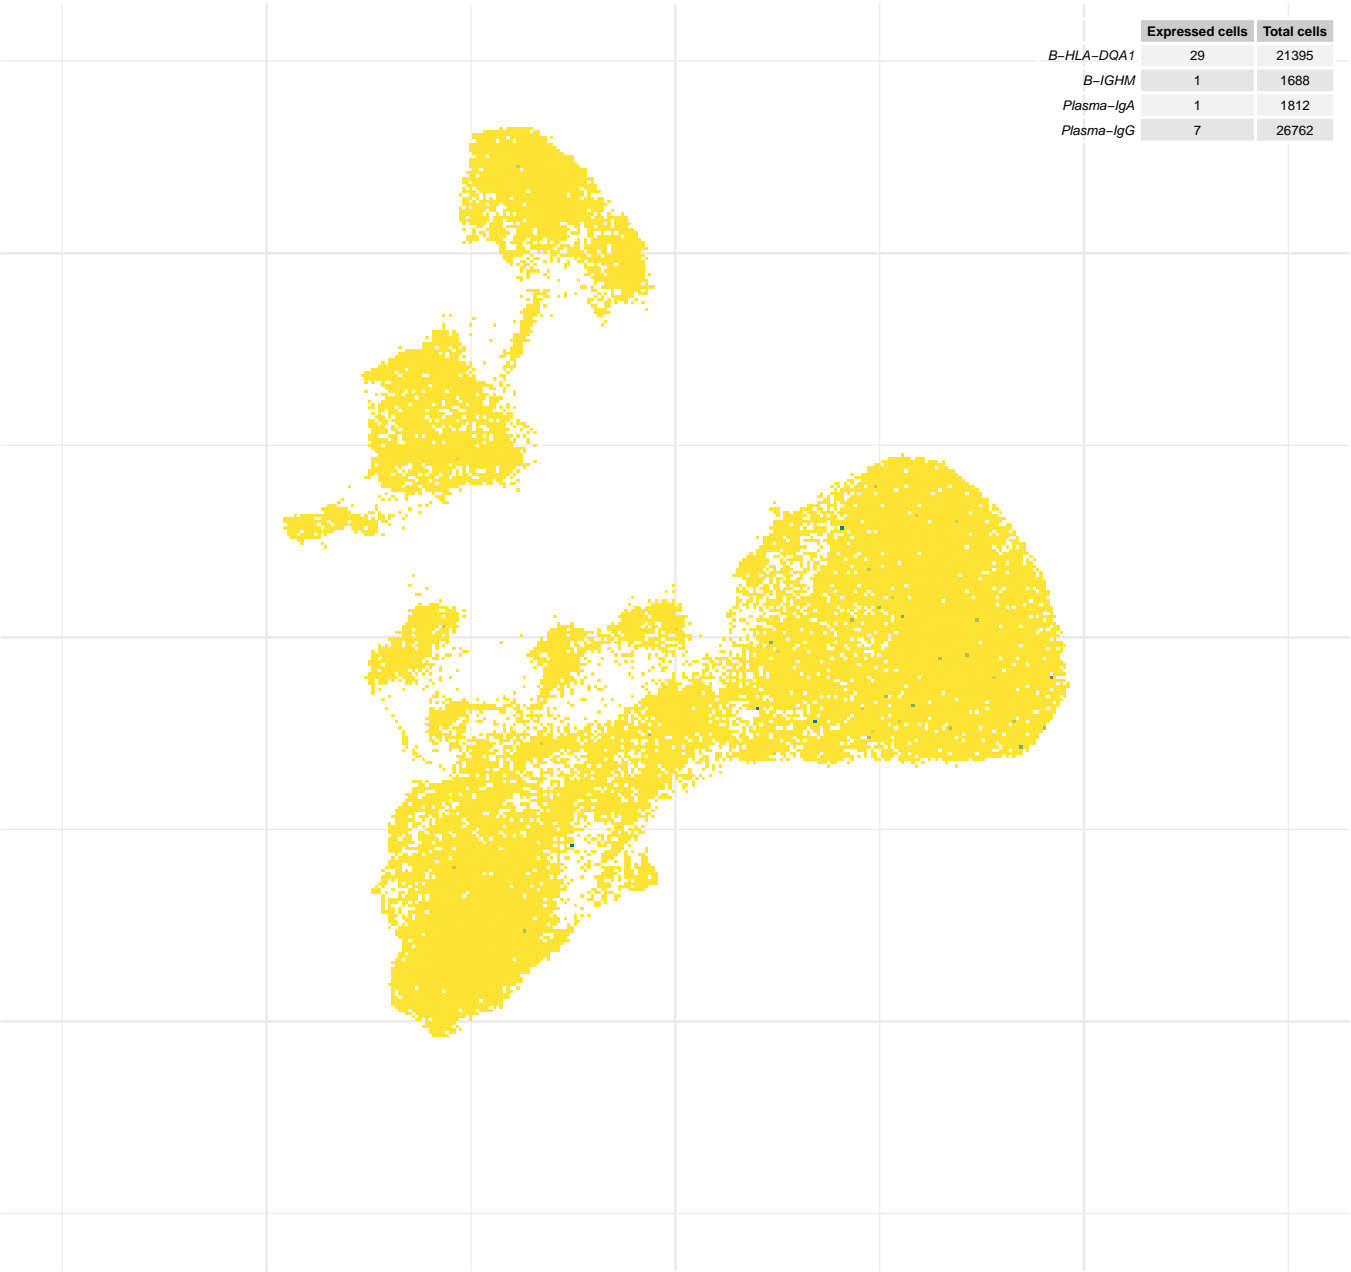 Expressed cells Total cells
B−HLA−DQA1 29 21395
B−IGHM 1 1688
Plasma−IgA 1 1812
Plasma−IgG 7 26762